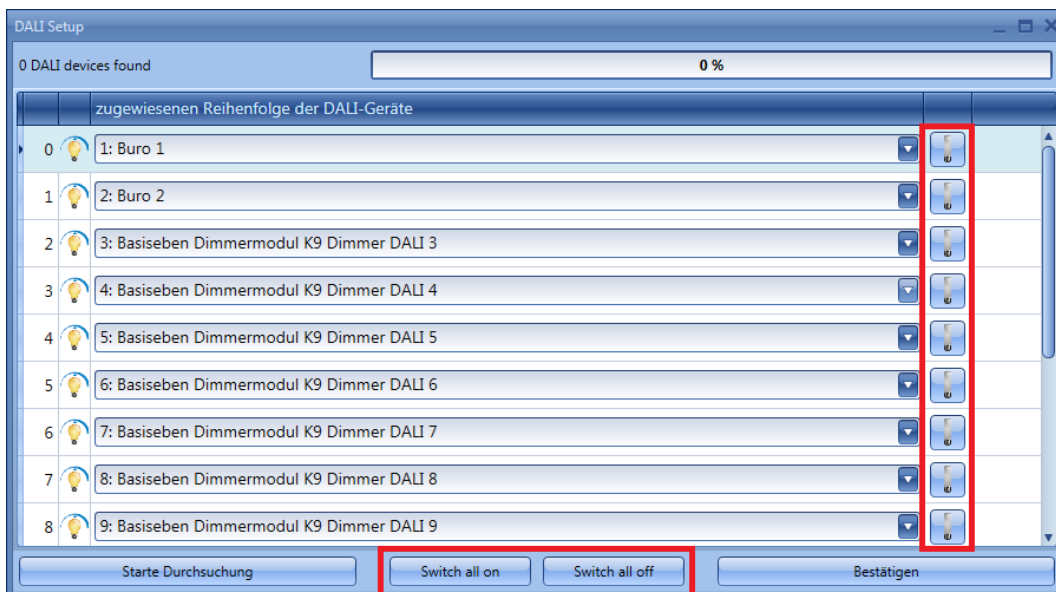 DALI Setup
0 DALI devices found 0 %
zugewiesenen Reihenfolge der DALI-Geräte
0 1: Buro 1
1 2: Buro 2
2 3: Basiseben Dimmermodul K9 Dimmer DALI 3
3 4: Basiseben Dimmermodul K9 Dimmer DALI 4
4 5: Basiseben Dimmermodul K9 Dimmer DALI 5
5 6: Basiseben Dimmermodul K9 Dimmer DALI 6
6 7: Basiseben Dimmermodul K9 Dimmer DALI 7
7 8: Basiseben Dimmermodul K9 Dimmer DALI 8
8 9: Basiseben Dimmermodul K9 Dimmer DALI 9
Starte Durchsuchung Switch all on Switch all off Bestätigen